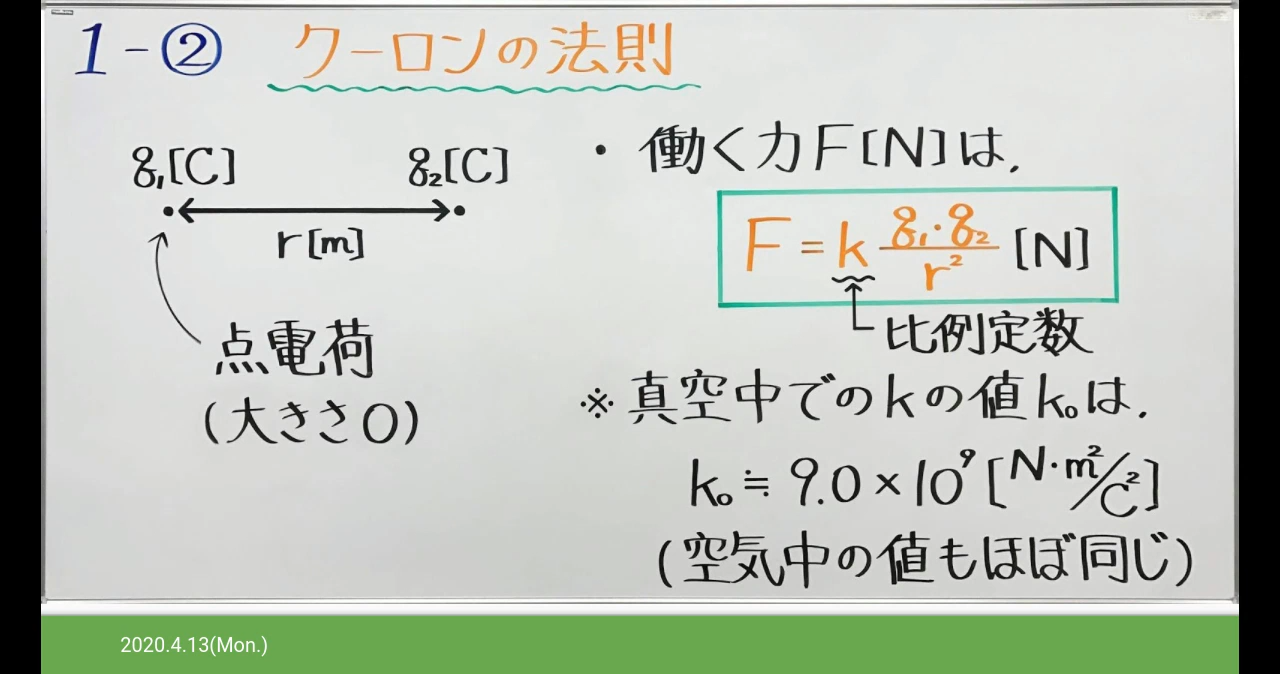 1-② クーロンの法則
q₁[C] q₂[C]
r[m]
点電荷
(大きさ0)
・働く力F[N]は,
F = k q₁・q₂/r² [N]
比例定数
※真空中でのkの値k₀は,
k₀ ≒ 9.0×10⁹ [N・m²/C²]
(空気中の値もほぼ同じ)
2020.4.13(Mon.)